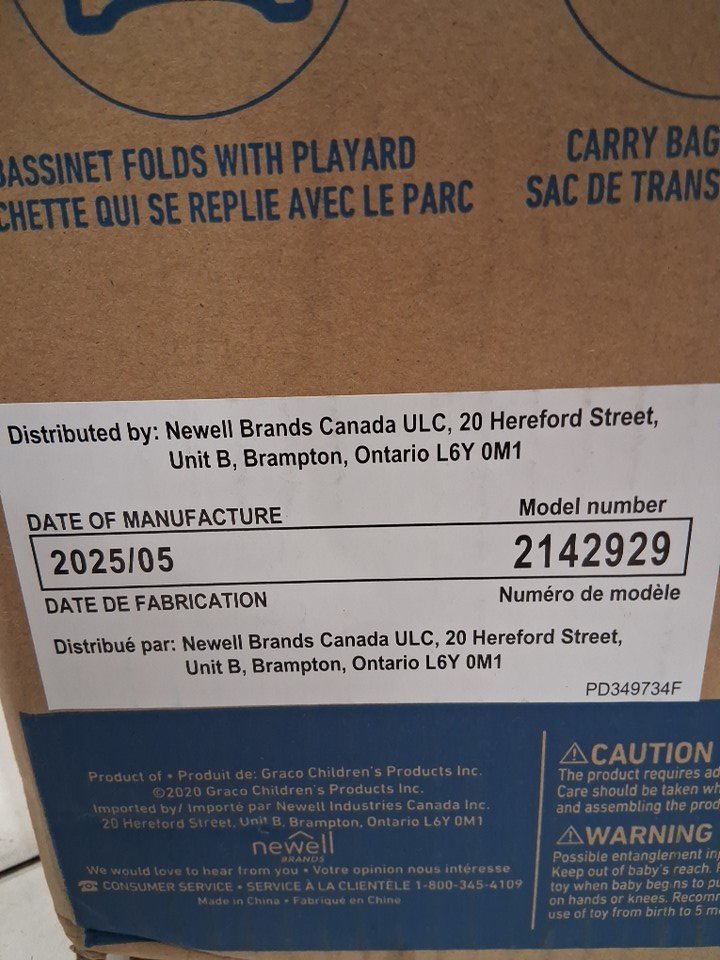 BASSINET FOLDS WITH PLAYARD
CHETTE QUI SE REPLIE AVEC LE PARC
CARRY BAG
SAC DE TRANS
Distributed by: Newell Brands Canada ULC, 20 Hereford Street,
Unit B, Brampton, Ontario L6Y 0M1
DATE OF MANUFACTURE
Model number
2025/05
2142929
DATE DE FABRICATION
Numéro de modèle
Distribué par: Newell Brands Canada ULC, 20 Hereford Street,
Unit B, Brampton, Ontario L6Y 0M1
PD349734F
Product of • Produit de: Graco Children's Products Inc.
©2020 Graco Children's Products Inc.
Imported by/ Importé par Newell Industries Canada Inc.
20 Hereford Street, Unit B, Brampton, Ontario L6Y 0M1
newell
BRANDS
We would love to hear from you • Votre opinion nous intéresse
CONSUMER SERVICE • SERVICE À LA CLIENTÈLE 1-800-345-4109
Made in China • Fabriqué en Chine
CAUTION
The product requires ad
Care should be taken wh
and assembling the prod
WARNING
Possible entanglement inj
Keep out of baby's reach.
toy when baby begins to pu
on hands or knees. Recom
use of toy from birth to 5 m